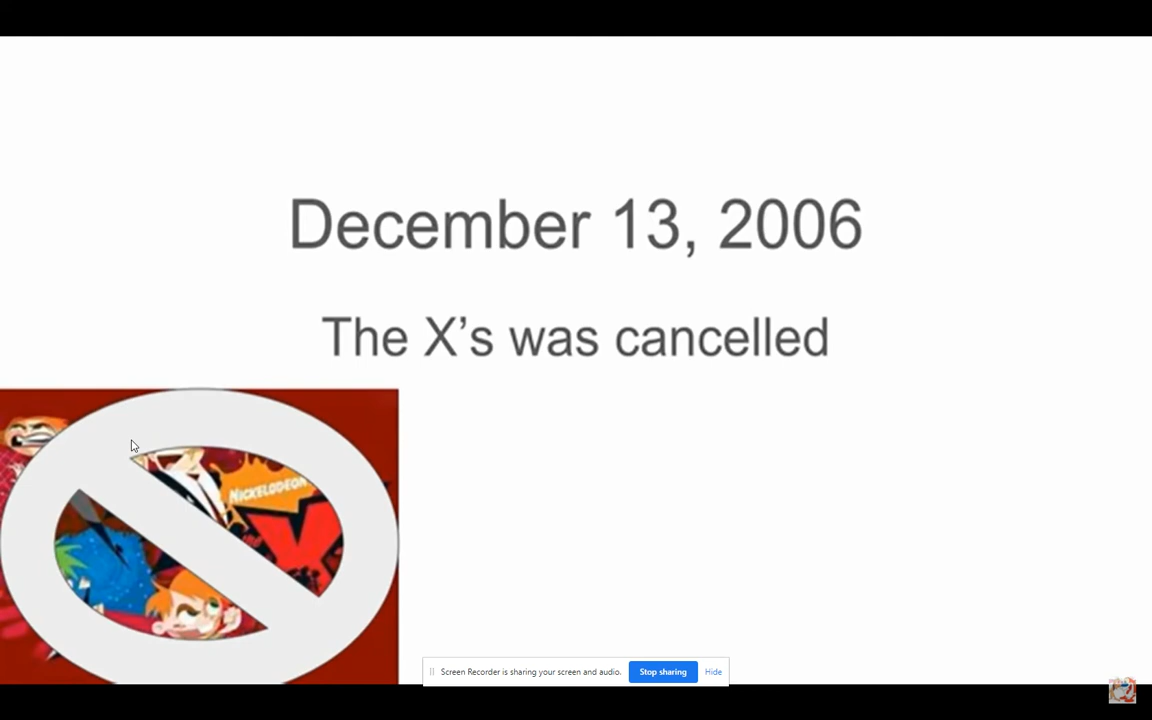 December 13, 2006
The X’s was cancelled
NICKELODEON
X
Screen Recorder is sharing your screen and audio.
Stop sharing
Hide